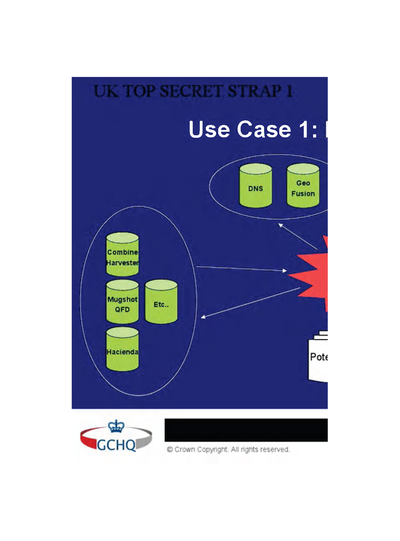 UK TOP SECRET STRAP 1
Use Case 1:
DNS
Geo
Fusion
Combine
Harvester
Mugshot
QFD
Etc..
Hacienda
Pote
GCHQ
© Crown Copyright. All rights reserved.